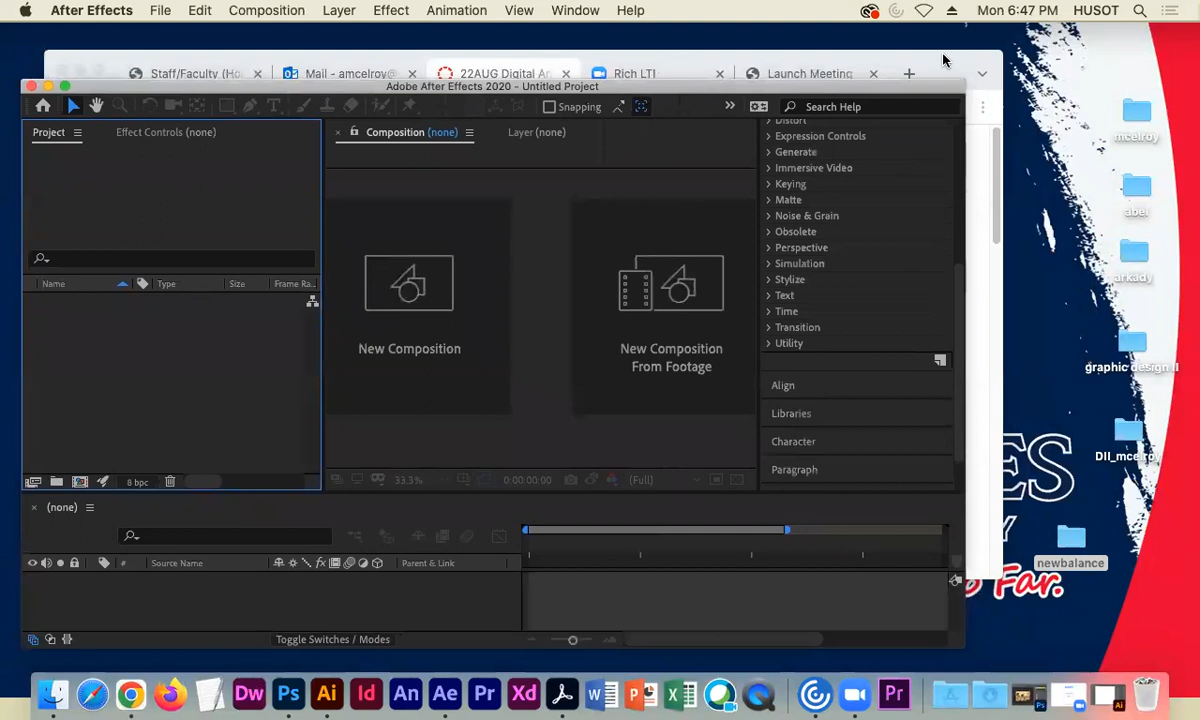 After Effects File Edit Composition Layer Effect Animation View Window Help Mon 6:47 PM HUSOT
Staff/Faculty (Ho Mail - amcelroy@ 22AUG Digital An Rich LTI Launch Meeting
Adobe After Effects 2020 - Untitled Project
Snapping Search Help
Project Effect Controls (none) Composition (none) Layer (none)
Distort
Expression Controls
Generate
Immersive Video
Keying
Matte
Noise & Grain
Obsolete
Perspective
Simulation
Stylize
Text
Time
Transition
Utility
Name Type Size Frame Ra...
New Composition
New Composition
From Footage
Align
Libraries
Character
Paragraph
8 bpc 33.3% 0:00:00:00 (Full)
(none)
# Source Name Parent & Link
Toggle Switches / Modes
mcelroy
abel
arkady
graphic design II
DII_mcelroy
newbalance
ES
Y
o Far.
Dw Ps Ai Id An Ae Pr Xd Pr